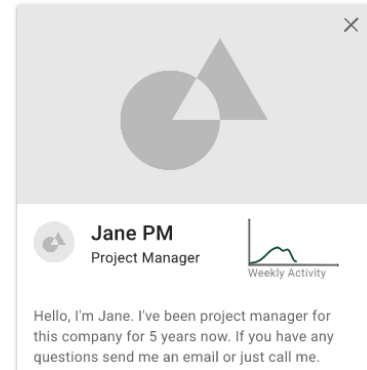 Jane PM
Project Manager
Weekly Activity
Hello, I'm Jane. I've been project manager for
this company for 5 years now. If you have any
questions send me an email or just call me.